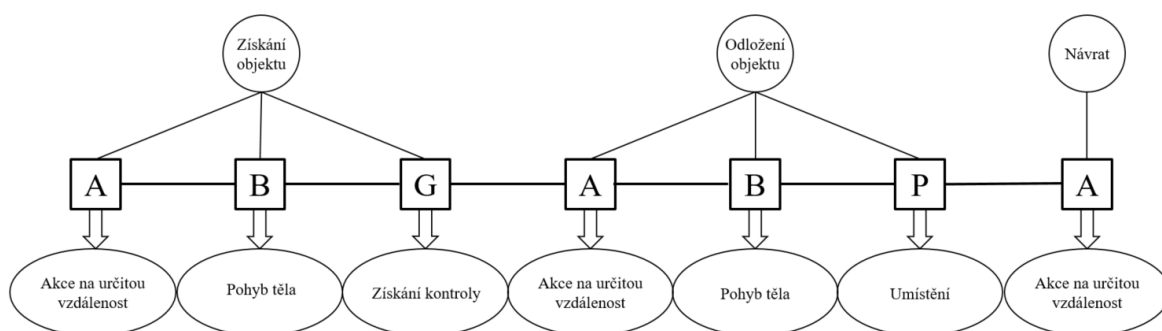 Získání
objektu
Odložení
objektu
Návrat
A
B
G
A
B
P
A
Akce na určitou
vzdálenost
Pohyb těla
Získání kontroly
Akce na určitou
vzdálenost
Pohyb těla
Umístění
Akce na určitou
vzdálenost